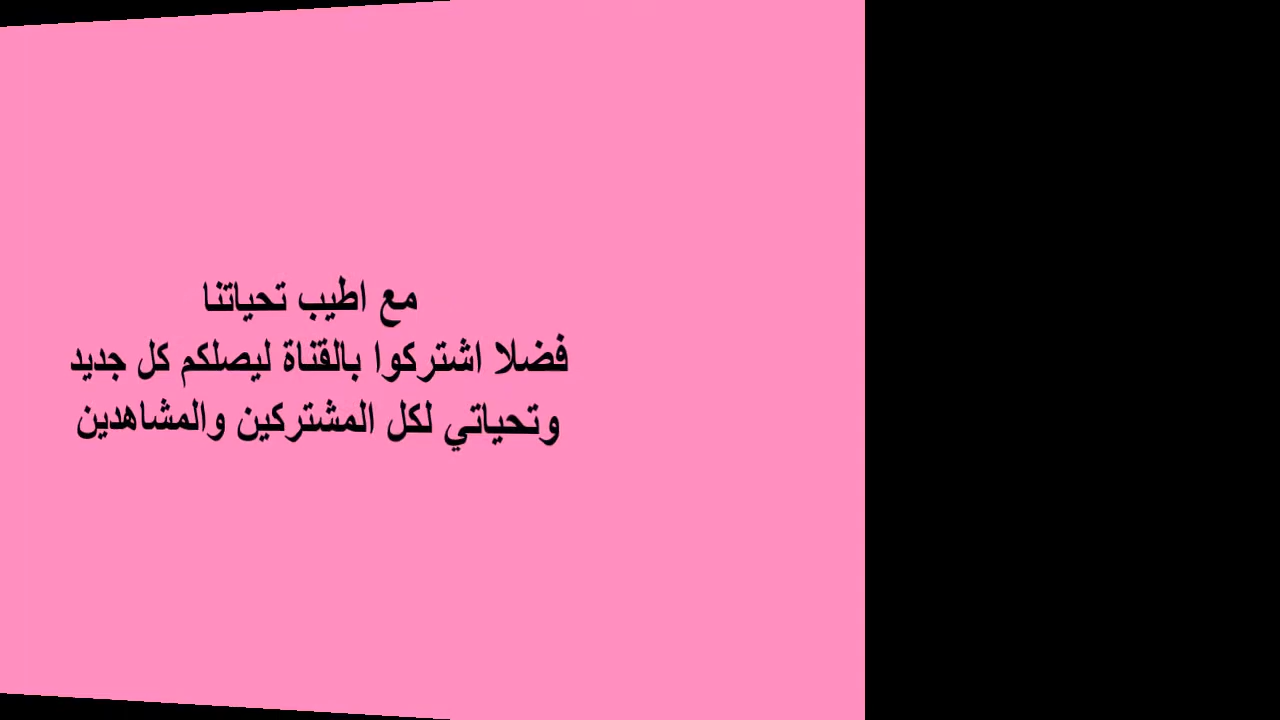 مع اطيب تحياتنا
فضلا اشتركوا بالقناة ليصلكم كل جديد
وتحياتي لكل المشتركين والمشاهدين